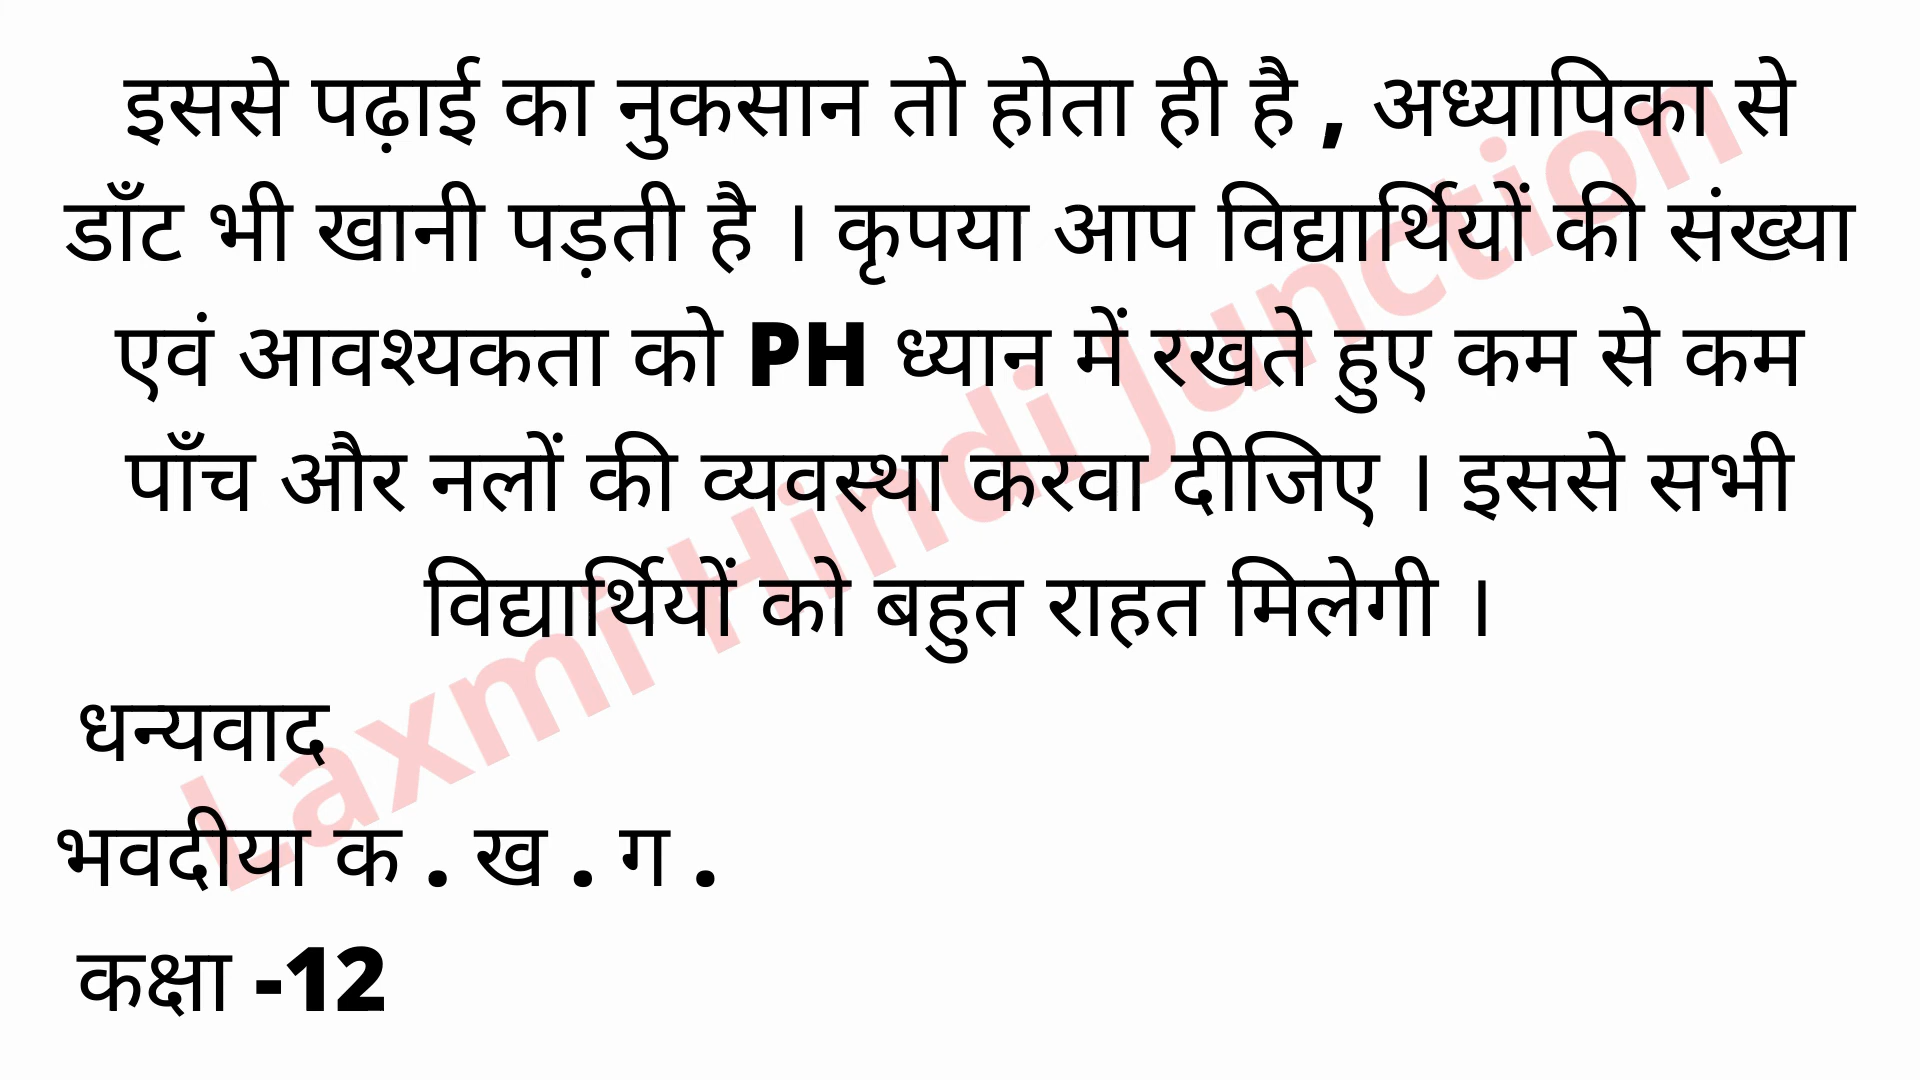 इससे पढ़ाई का नुकसान तो होता ही है , अध्यापिका से
डाँट भी खानी पड़ती है । कृपया आप विद्यार्थियों की संख्या
एवं आवश्यकता को PH ध्यान में रखते हुए कम से कम
पाँच और नलों की व्यवस्था करवा दीजिए । इससे सभी
विद्यार्थियों को बहुत राहत मिलेगी ।
धन्यवाद
भवदीया क . ख . ग .
कक्षा -12
Laxmi Hindi Junction